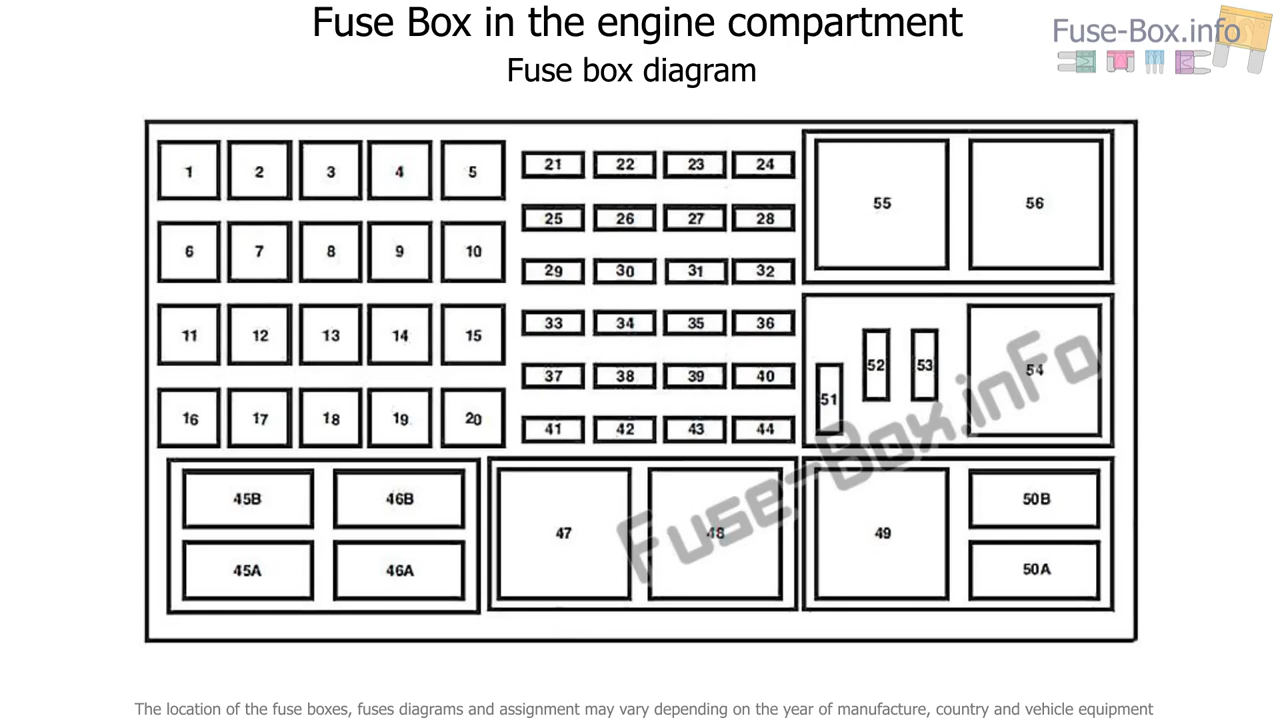 Fuse Box in the engine compartment
Fuse box diagram
Fuse-Box.info
1 2 3 4 5 21 22 23 24 55 56
6 7 8 9 10 25 26 27 28
29 30 31 32
11 12 13 14 15 33 34 35 36
37 38 39 40 51 52 53 54
16 17 18 19 20 41 42 43 44
45B 46B 47 48 49 50B
45A 46A 50A
Fuse-Box.inFo
The location of the fuse boxes, fuses diagrams and assignment may vary depending on the year of manufacture, country and vehicle equipment